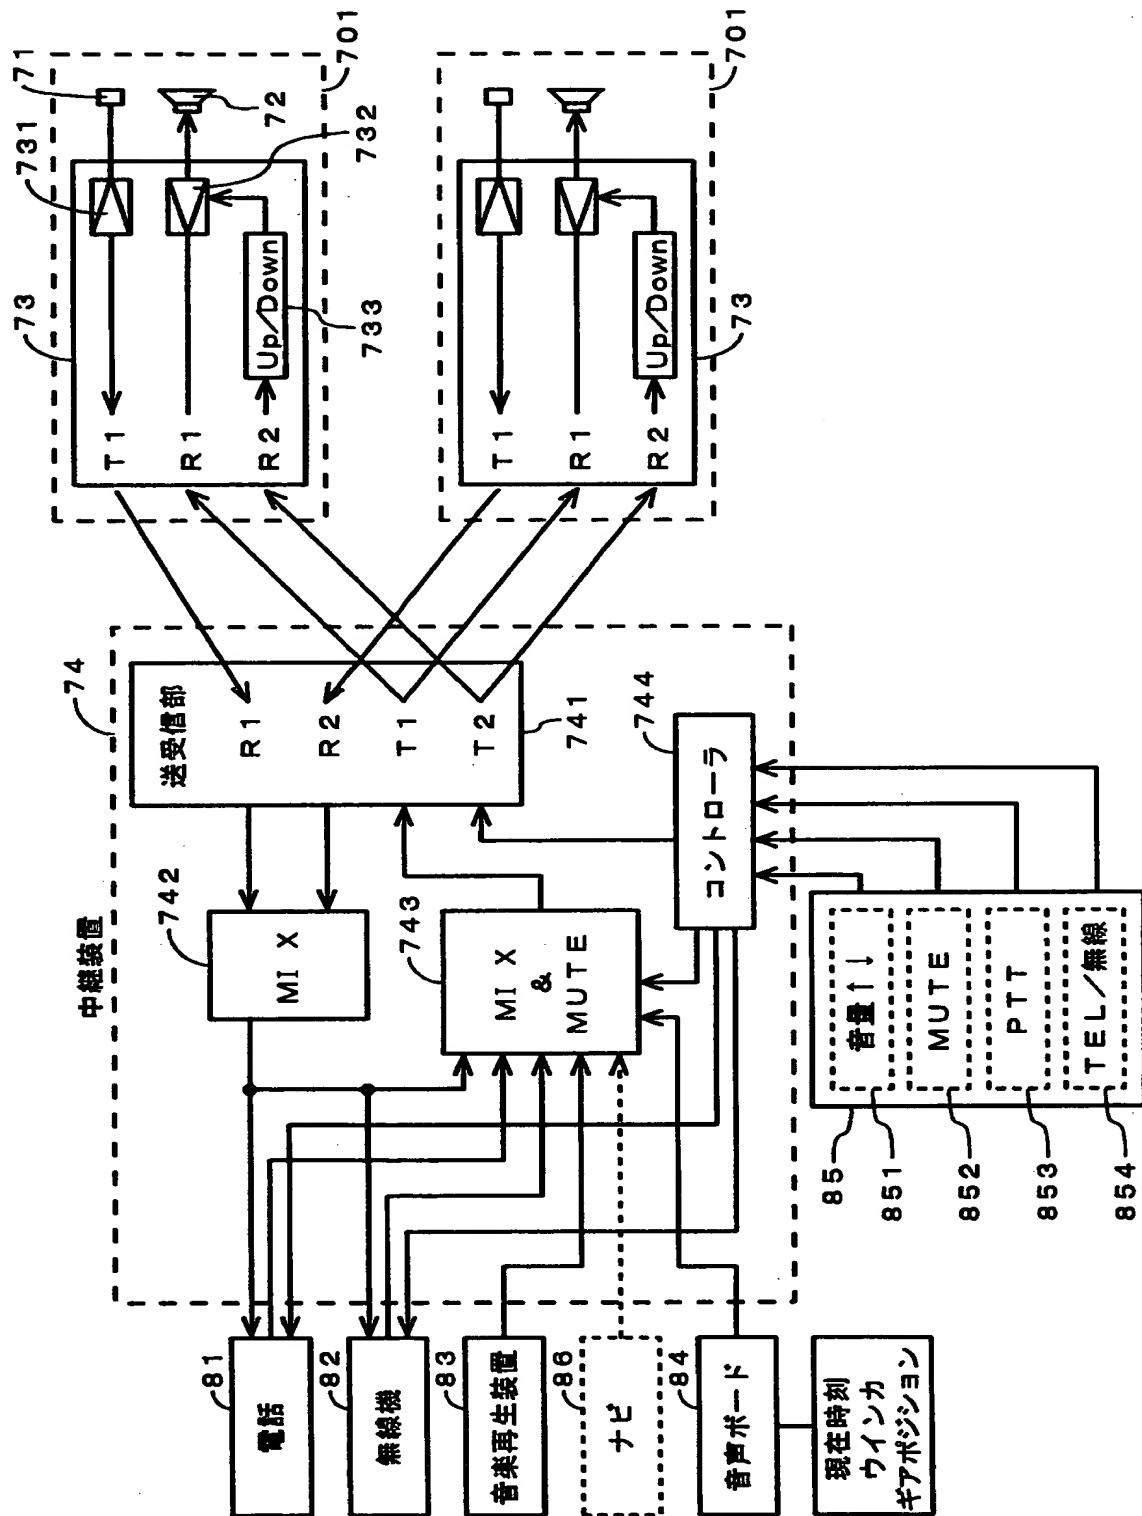 中継装置
74
送受信部
R1
R2
T1
T2
741
742
MIX
743
MIX
&
MUTE
744
コントローラ
71
731
73
T1
R1
R2
Up/Down
733
72
732
701
T1
R1
R2
Up/Down
73
701
81
電話
82
無線機
83
音楽再生装置
86
ナビ
84
音声ボード
現在時刻
ウインカ
ギアポジション
85
音量↑↓
851
MUTE
852
PTT
853
TEL/無線
854